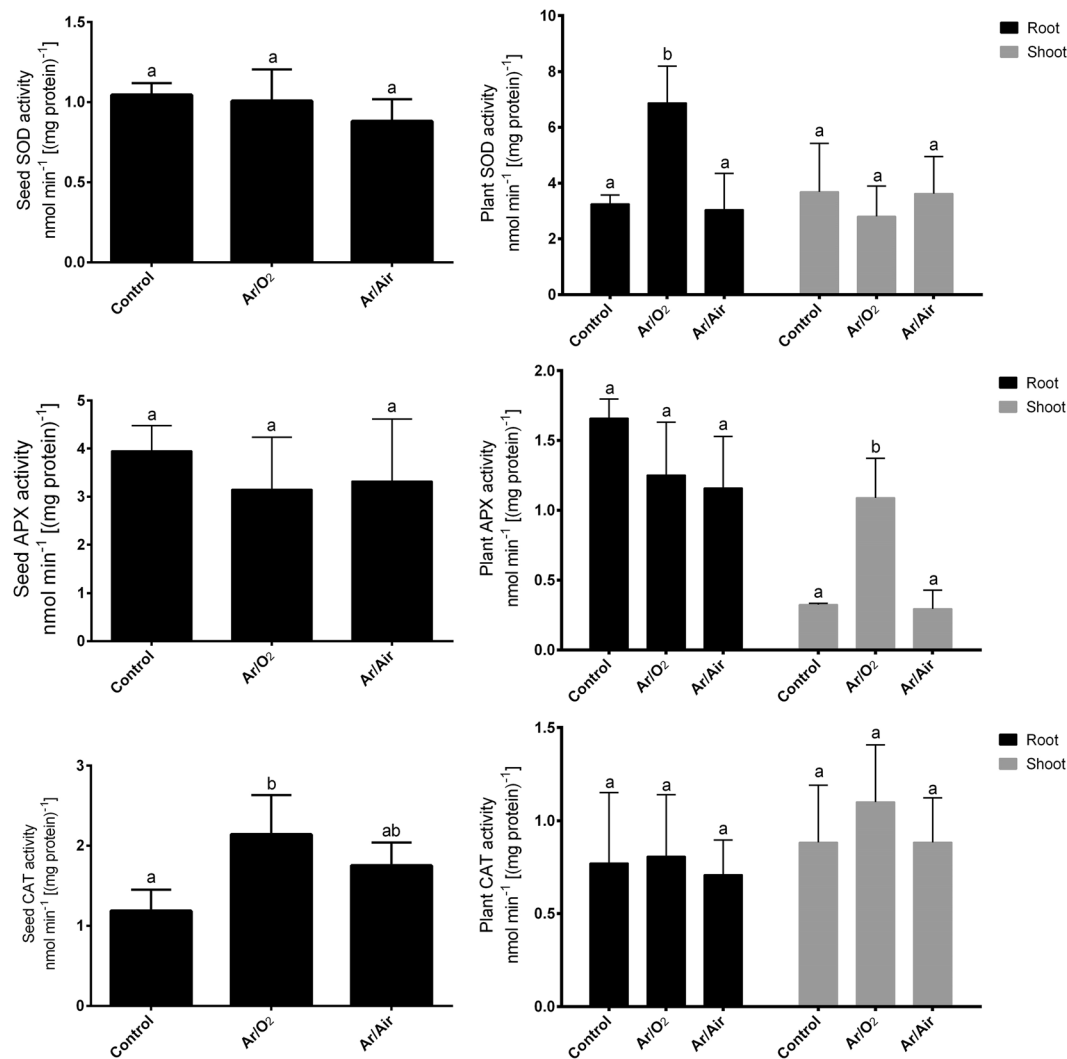 Seed SOD activity
nmol min⁻¹ [(mg protein)⁻¹]
1.5
1.0
0.5
0.0
a
a
a
Control
Ar/O₂
Ar/Air
Plant SOD activity
nmol min⁻¹ [(mg protein)⁻¹]
10
8
6
4
2
0
a
b
a
a
a
a
Control
Ar/O₂
Ar/Air
Control
Ar/O₂
Ar/Air
Root
Shoot
Seed APX activity
nmol min⁻¹ [(mg protein)⁻¹]
5
4
3
2
1
0
a
a
a
Control
Ar/O₂
Ar/Air
Plant APX activity
nmol min⁻¹ [(mg protein)⁻¹]
2.0
1.5
1.0
0.5
0.0
a
a
a
a
b
a
Control
Ar/O₂
Ar/Air
Control
Ar/O₂
Ar/Air
Root
Shoot
Seed CAT activity
nmol min⁻¹ [(mg protein)⁻¹]
3
2
1
0
a
b
ab
Control
Ar/O₂
Ar/Air
Plant CAT activity
nmol min⁻¹ [(mg protein)⁻¹]
1.5
1.0
0.5
0.0
a
a
a
a
a
a
Control
Ar/O₂
Ar/Air
Control
Ar/O₂
Ar/Air
Root
Shoot